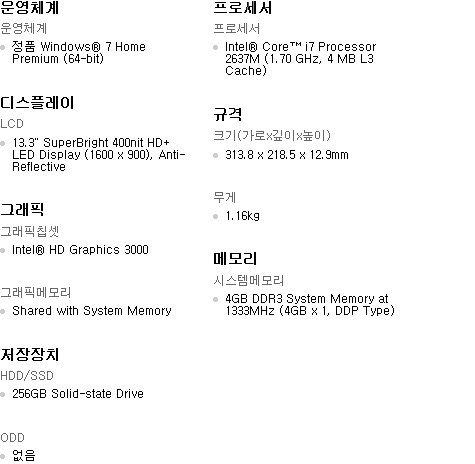 운영체계
운영체계
정품 Windows® 7 Home
Premium (64-bit)
디스플레이
LCD
13.3" SuperBright 400nit HD+
LED Display (1600 x 900), Anti-
Reflective
그래픽
그래픽칩셋
Intel® HD Graphics 3000
그래픽메모리
Shared with System Memory
저장장치
HDD/SSD
256GB Solid-state Drive
ODD
없음
프로세서
프로세서
Intel® Core™ i7 Processor
2637M (1.70 GHz, 4 MB L3
Cache)
규격
크기(가로x깊이x높이)
313.8 x 218.5 x 12.9mm
무게
1.16kg
메모리
시스템메모리
4GB DDR3 System Memory at
1333MHz (4GB x 1, DDP Type)